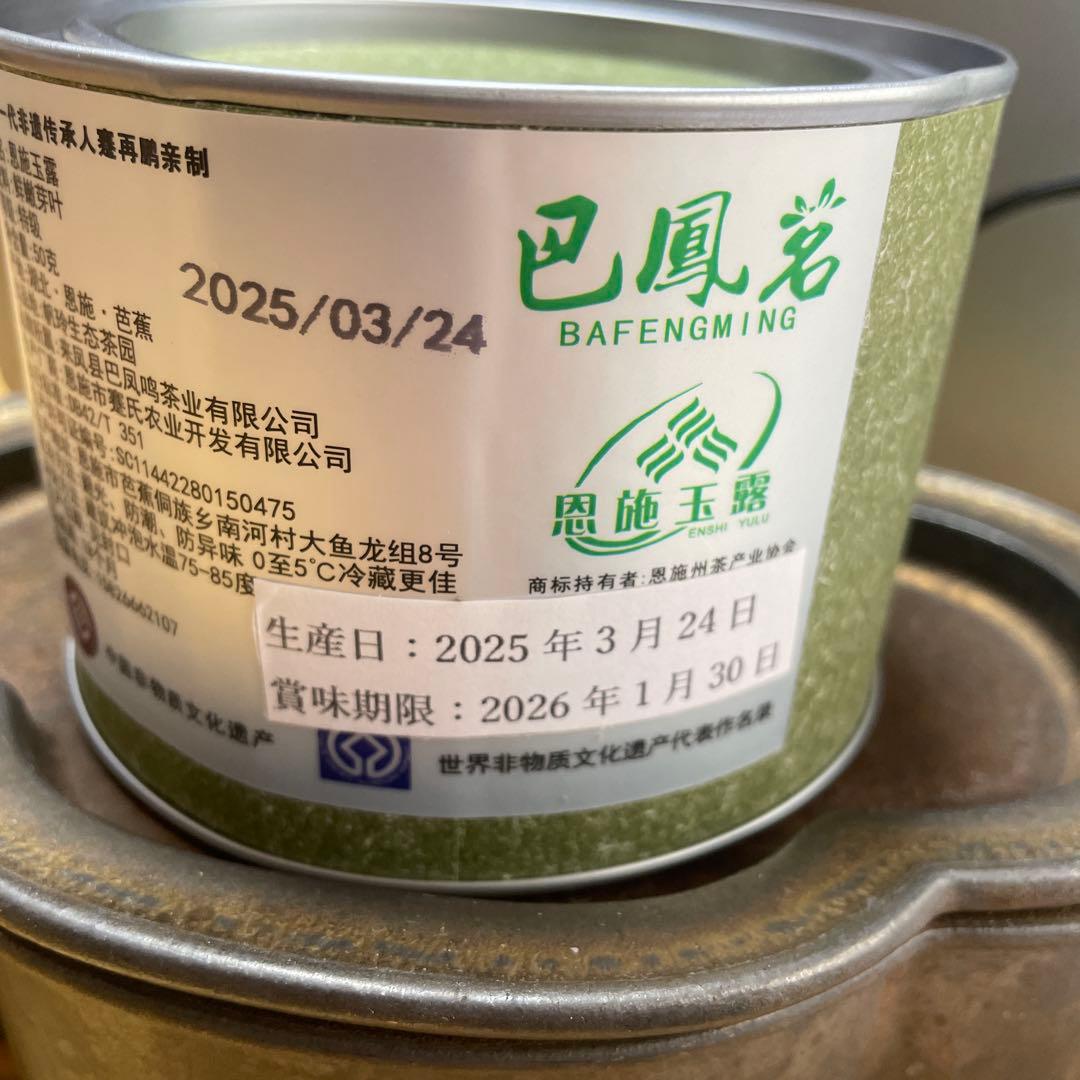 一代非遗传承人蹇再鹏亲制
恩施玉露
鲜嫩芽叶
特级
50克
湖北·恩施·芭蕉
生态茶园
来凤县巴凤鸣茶业有限公司
恩施市蹇氏农业开发有限公司
0842/T 351
SC11442280150475
恩施市芭蕉侗族乡南河村大鱼龙组8号
防潮、防异味 0至5℃冷藏更佳
冲泡水温75-85度
2025/03/24
巴鳳茗
BAFENGMING
恩施玉露
ENSHI YULU
商标持有者:恩施州茶产业协会
生産日：2025年3月24日
賞味期限：2026年1月30日
中国非物质文化遗产
世界非物质文化遗产代表作名录